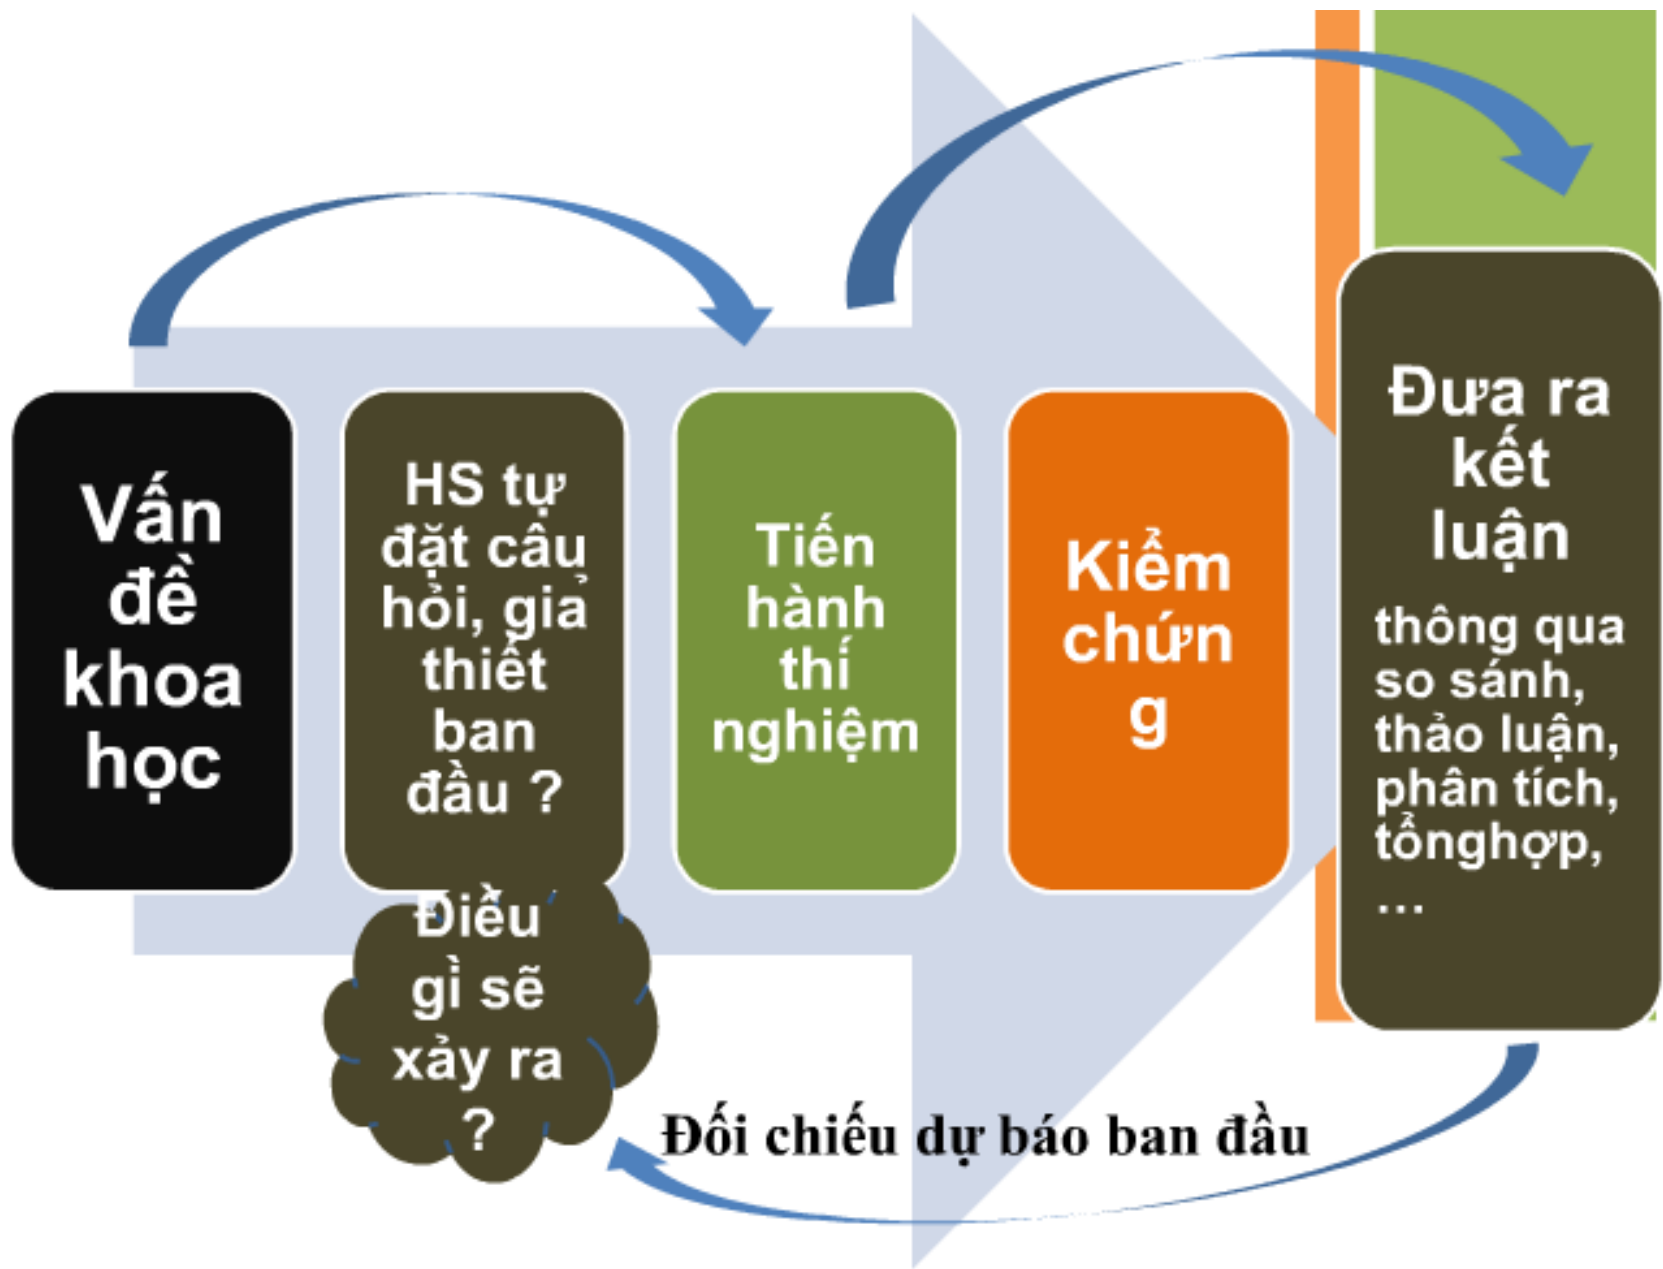 Vấn
đề
khoa
học
HS tự
đặt câu
hỏi, giả
thiết
ban
đầu ?
Điều
gì sẽ
xảy ra
?
Tiến
hành
thí
nghiệm
Kiểm
chứn
g
Đưa ra
kết
luận
thông qua
so sánh,
thảo luận,
phân tích,
tổnghợp,
...
Đối chiếu dự báo ban đầu